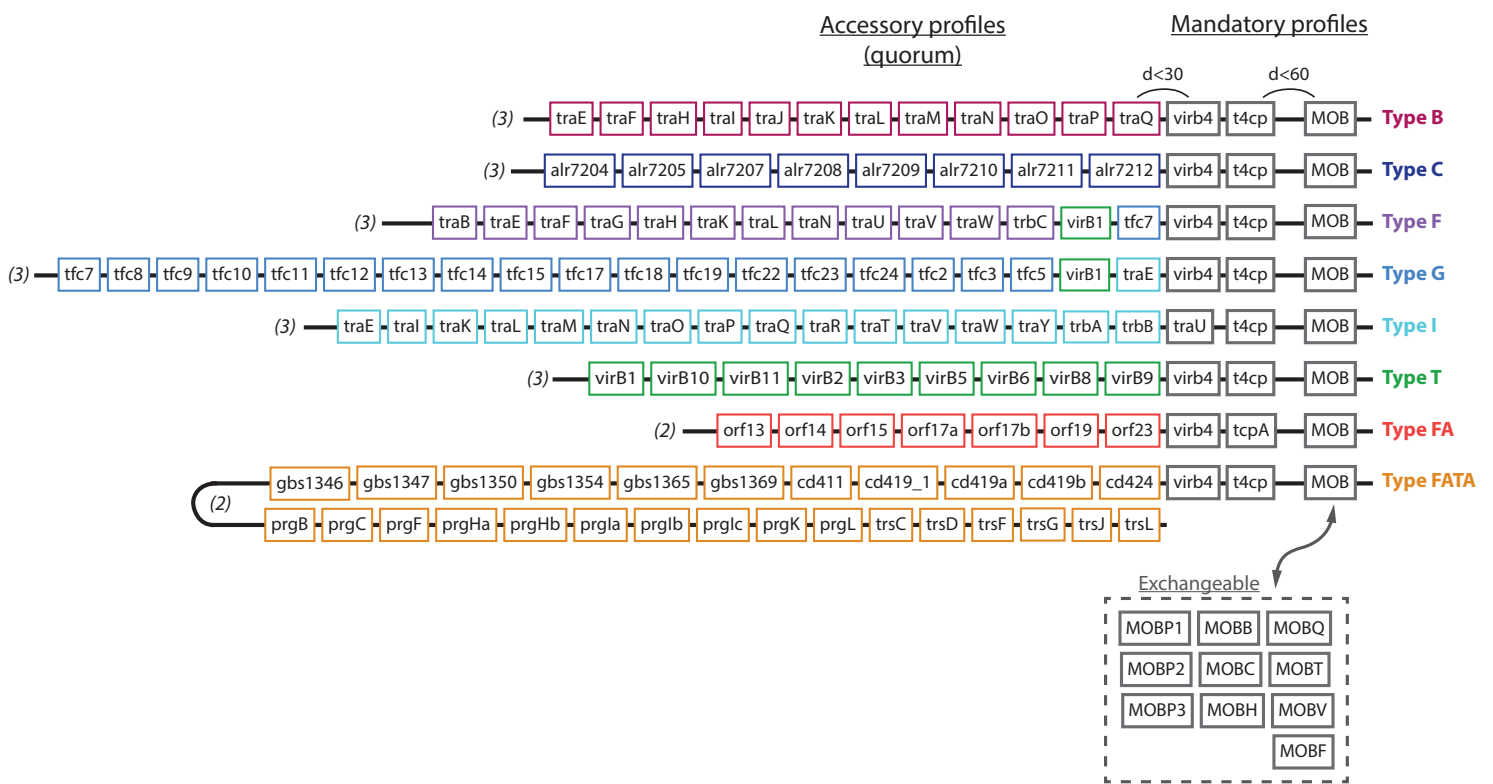 Accessory profiles
(quorum)
Mandatory profiles
d<30 d<60
(3) traE traF traH traI traJ traK traL traM traN traO traP traQ virb4 t4cp MOB Type B
(3) alr7204 alr7205 alr7207 alr7208 alr7209 alr7210 alr7211 alr7212 virb4 t4cp MOB Type C
(3) traB traE traF traG traH traK traL traN traU traV traW trbC virB1 tfc7 virb4 t4cp MOB Type F
(3) tfc7 tfc8 tfc9 tfc10 tfc11 tfc12 tfc13 tfc14 tfc15 tfc17 tfc18 tfc19 tfc22 tfc23 tfc24 tfc2 tfc3 tfc5 virB1 traE virb4 t4cp MOB Type G
(3) traE traI traK traL traM traN traO traP traQ traR traT traV traW traY trbA trbB traU t4cp MOB Type I
(3) virB1 virB10 virB11 virB2 virB3 virB5 virB6 virB8 virB9 virb4 t4cp MOB Type T
(2) orf13 orf14 orf15 orf17a orf17b orf19 orf23 virb4 tcpA MOB Type FA
(2) gbs1346 gbs1347 gbs1350 gbs1354 gbs1365 gbs1369 cd411 cd419_1 cd419a cd419b cd424 virb4 t4cp MOB Type FATA
prgB prgC prgF prgHa prgHb prgIa prgIb prgIc prgK prgL trsC trsD trsF trsG trsJ trsL
Exchangeable
MOBP1 MOBB MOBQ
MOBP2 MOBC MOBT
MOBP3 MOBH MOBV
MOBF